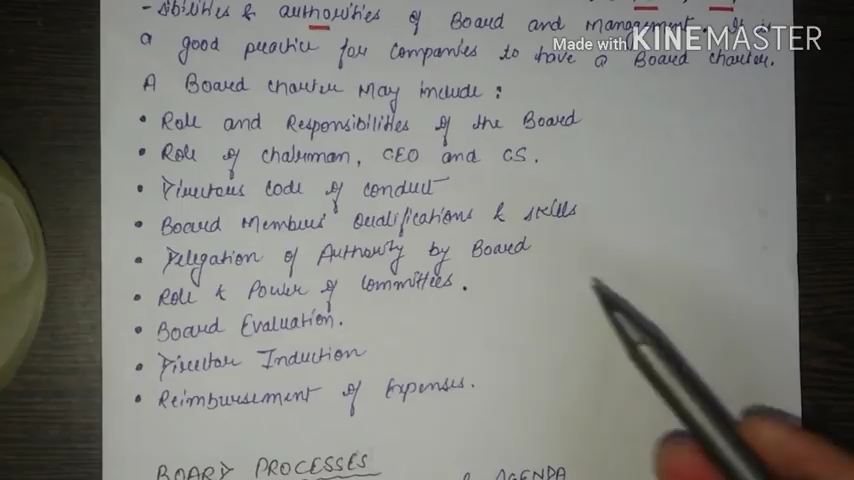 -sbilities & authorities of Board and management. It is
a good practice for companies to have a Board charter.
Made with KINEMASTER
A Board charter may include :
• Role and Responsibilities of the Board
• Role of chairman, CEO and CS.
• Directors code of conduct
• Board Members' Qualifications & skills
• Delegation of Authority by Board
• Role & Power of Committees.
• Board Evaluation.
• Director Induction
• Reimbursement of Expenses.
BOARD PROCESSES
& AGENDA